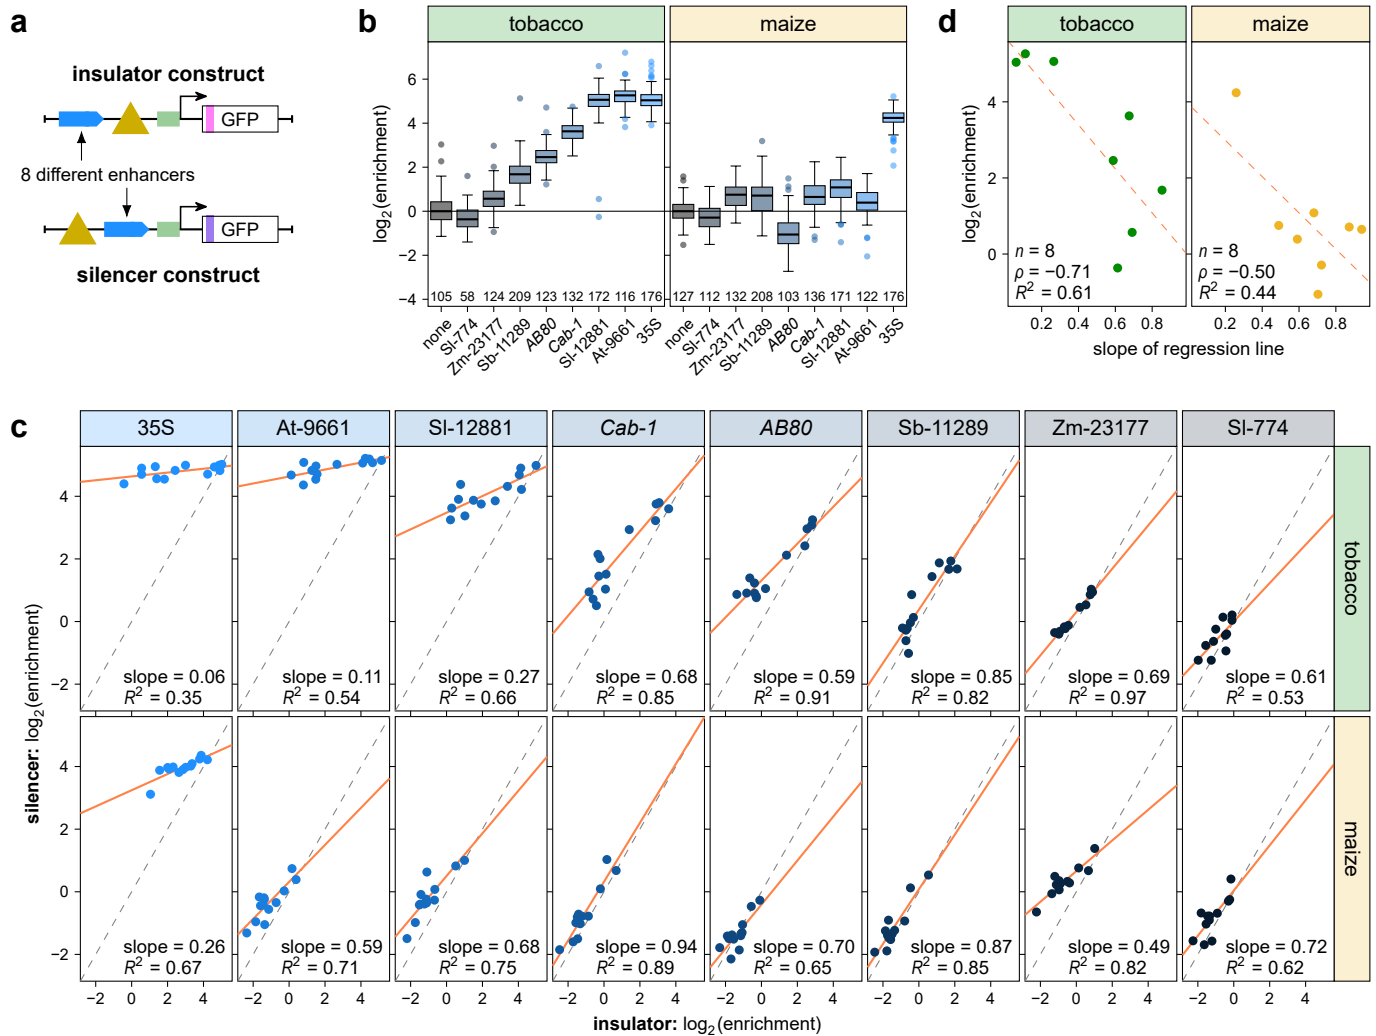 a
insulator construct
GFP
8 different enhancers
GFP
silencer construct
b
tobacco
maize
log2(enrichment)
6
4
2
0
−2
−4
105 58 124 209 123 132 172 116 176
127 112 132 208 103 136 171 122 176
none Sl-774 Zm-23177 Sb-11289 AB80 Cab-1 Sl-12881 At-9661 35S
none Sl-774 Zm-23177 Sb-11289 AB80 Cab-1 Sl-12881 At-9661 35S
d
tobacco
maize
log2(enrichment)
4
2
0
n = 8
ρ = −0.71
R2 = 0.61
n = 8
ρ = −0.50
R2 = 0.44
0.2 0.4 0.6 0.8
0.2 0.4 0.6 0.8
slope of regression line
c
35S
At-9661
Sl-12881
Cab-1
AB80
Sb-11289
Zm-23177
Sl-774
silencer: log2(enrichment)
4
2
0
−2
slope = 0.06
R2 = 0.35
slope = 0.11
R2 = 0.54
slope = 0.27
R2 = 0.66
slope = 0.68
R2 = 0.85
slope = 0.59
R2 = 0.91
slope = 0.85
R2 = 0.82
slope = 0.69
R2 = 0.97
slope = 0.61
R2 = 0.53
tobacco
4
2
0
−2
slope = 0.26
R2 = 0.67
slope = 0.59
R2 = 0.71
slope = 0.68
R2 = 0.75
slope = 0.94
R2 = 0.89
slope = 0.70
R2 = 0.65
slope = 0.87
R2 = 0.85
slope = 0.49
R2 = 0.82
slope = 0.72
R2 = 0.62
maize
−2 0 2 4
−2 0 2 4
−2 0 2 4
−2 0 2 4
−2 0 2 4
−2 0 2 4
−2 0 2 4
−2 0 2 4
insulator: log2(enrichment)